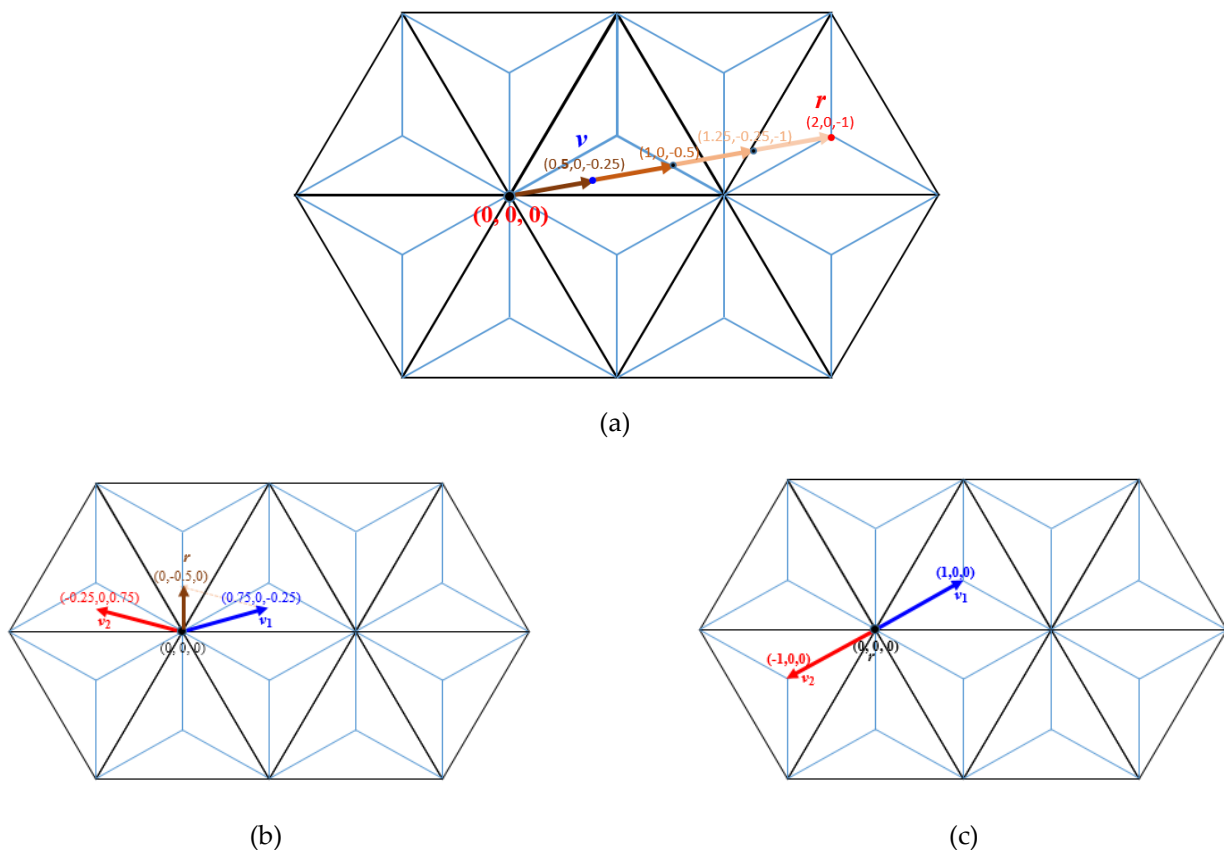 r
(2,0,-1)
v
(1.25,-0.25,-1)
(1,0,-0.5)
(0.5,0,-0.25)
(0, 0, 0)
(a)
r
(0,-0.5,0)
(-0.25,0,0.75)
(0.75,0,-0.25)
v2
v1
(0, 0, 0)
(b)
(1,0,0)
v1
(0, 0, 0)
r
(-1,0,0)
v2
(c)